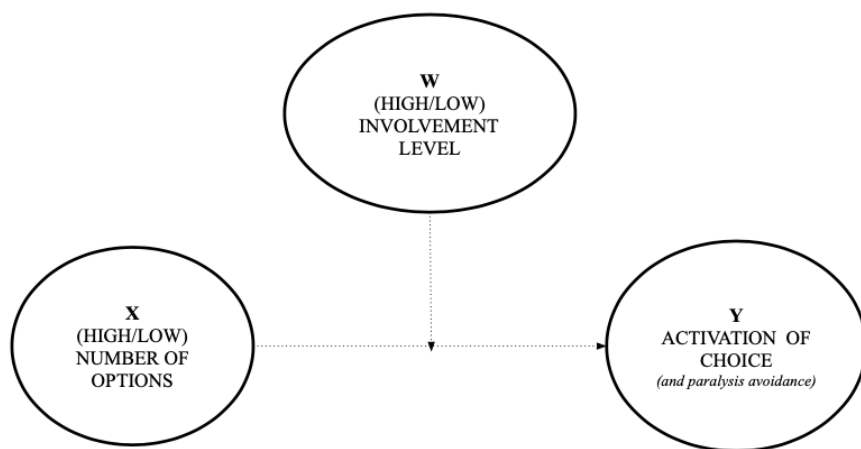 W
(HIGH/LOW)
INVOLVEMENT
LEVEL
X
(HIGH/LOW)
NUMBER OF
OPTIONS
Y
ACTIVATION OF
CHOICE
(and paralysis avoidance)